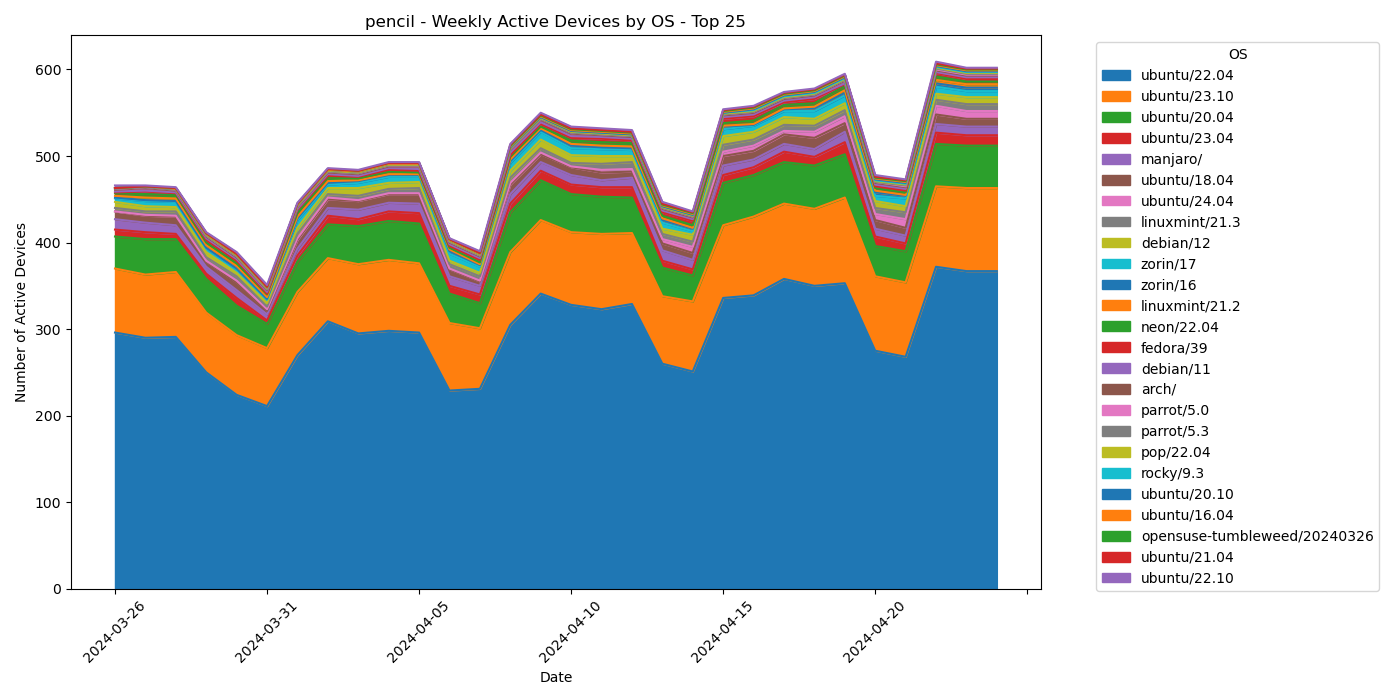 pencil - Weekly Active Devices by OS - Top 25
Number of Active Devices
600
500
400
300
200
100
0
2024-03-26
2024-03-31
2024-04-05
2024-04-10
2024-04-15
2024-04-20
Date
OS
ubuntu/22.04
ubuntu/23.10
ubuntu/20.04
ubuntu/23.04
manjaro/
ubuntu/18.04
ubuntu/24.04
linuxmint/21.3
debian/12
zorin/17
zorin/16
linuxmint/21.2
neon/22.04
fedora/39
debian/11
arch/
parrot/5.0
parrot/5.3
pop/22.04
rocky/9.3
ubuntu/20.10
ubuntu/16.04
opensuse-tumbleweed/20240326
ubuntu/21.04
ubuntu/22.10